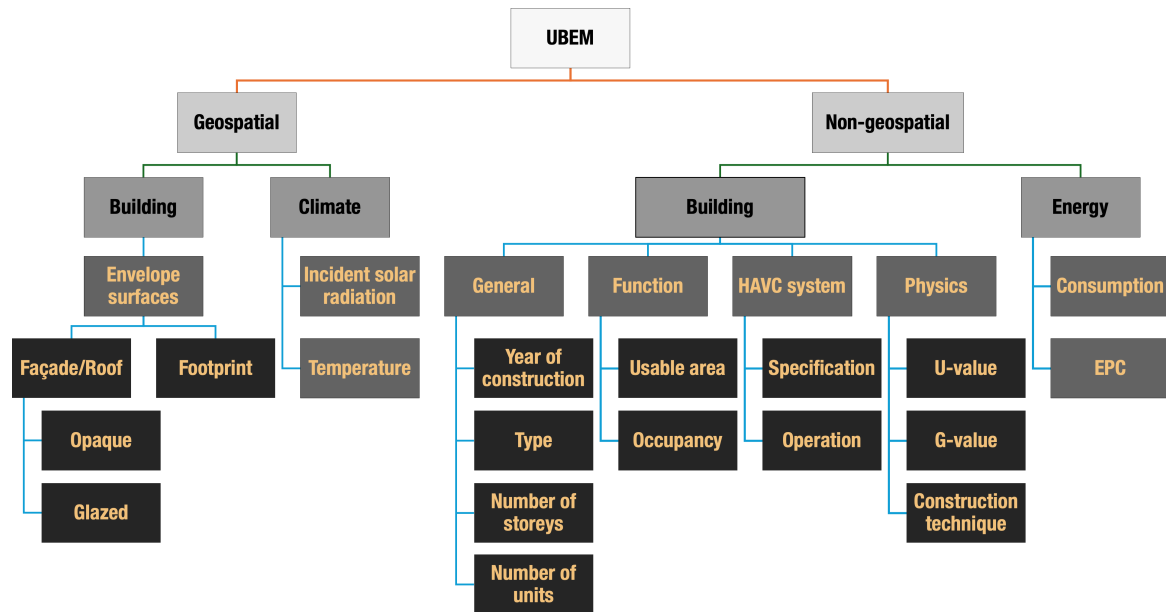 UBEM
Geospatial
Non-geospatial
Building
Climate
Building
Energy
Envelope
surfaces
Incident solar
radiation
General
Function
HAVC system
Physics
Consumption
Façade/Roof
Footprint
Temperature
Year of
construction
Usable area
Specification
U-value
EPC
Opaque
Type
Occupancy
Operation
G-value
Glazed
Number of
storeys
Construction
technique
Number of
units